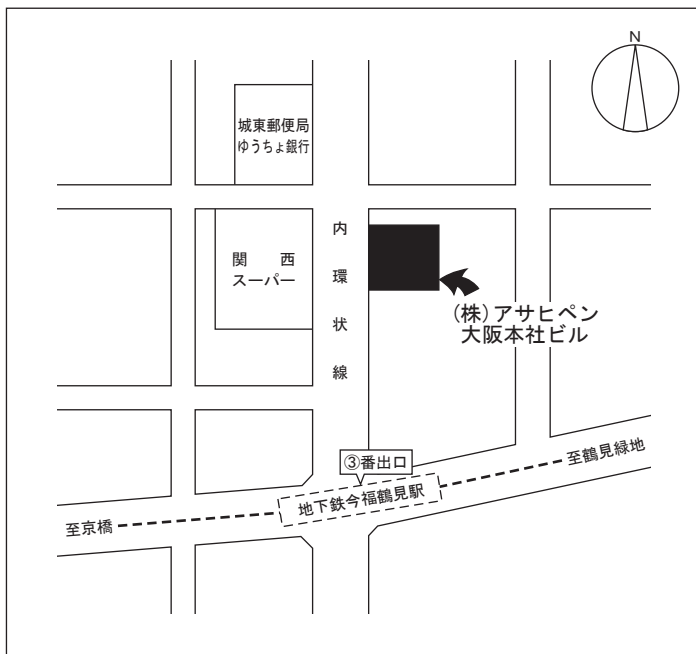 N
城東郵便局
ゆうちょ銀行
関西
スーパー
内環状線
(株)アサヒペン
大阪本社ビル
③番出口
地下鉄今福鶴見駅
至鶴見緑地
至京橋